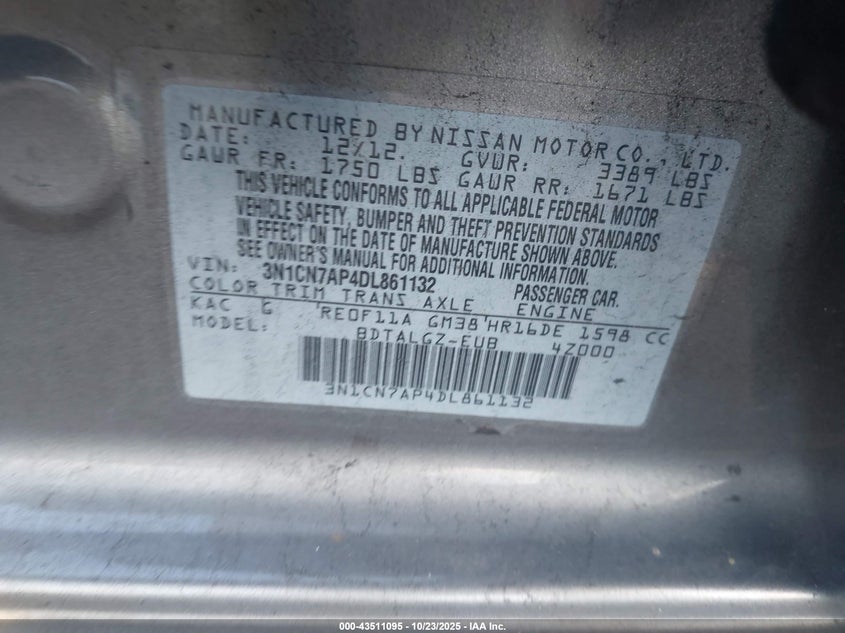 MANUFACTURED BY NISSAN MOTOR CO., LTD.
DATE: 12/12. GVWR: 3389 LBS
GAWR FR: 1750 LBS GAWR RR: 1671 LBS
THIS VEHICLE CONFORMS TO ALL APPLICABLE FEDERAL MOTOR
VEHICLE SAFETY, BUMPER AND THEFT PREVENTION STANDARDS
IN EFFECT ON THE DATE OF MANUFACTURE SHOWN ABOVE.
SEE OWNER'S MANUAL FOR ADDITIONAL INFORMATION.
VIN: 3N1CN7AP4DL861132 PASSENGER CAR.
COLOR TRIM TRANS AXLE ENGINE
KAC G RE0F11A GM38 HR16DE 1598 CC
MODEL: BDTALGZ-EUB 4Z000
3N1CN7AP4DL861132
000-43511095 - 10/23/2025 - IAA Inc.